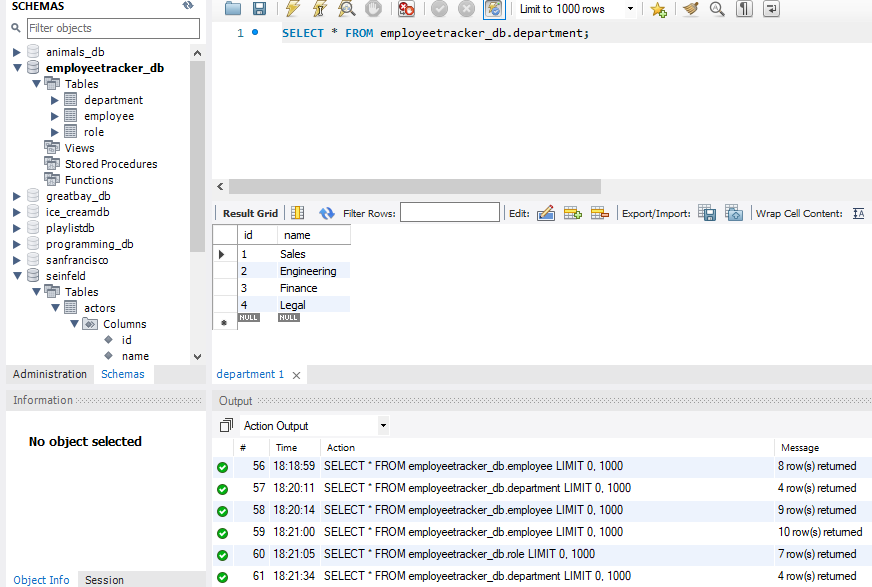 SCHEMAS
Filter objects
animals_db
employeetracker_db
Tables
department
employee
role
Views
Stored Procedures
Functions
greatbay_db
ice_creamdb
playlistdb
programming_db
sanfrancisco
seinfeld
Tables
actors
Columns
id
name
Administration Schemas
Information
No object selected
Object Info Session
Limit to 1000 rows
1 SELECT * FROM employeetracker_db.department;
Result Grid Filter Rows: Edit: Export/Import: Wrap Cell Content: IA
id name
1 Sales
2 Engineering
3 Finance
4 Legal
NULL NULL
department 1
Output
Action Output
# Time Action Message
56 18:18:59 SELECT * FROM employeetracker_db.employee LIMIT 0, 1000 8 row(s) returned
57 18:20:11 SELECT * FROM employeetracker_db.department LIMIT 0, 1000 4 row(s) returned
58 18:20:14 SELECT * FROM employeetracker_db.employee LIMIT 0, 1000 9 row(s) returned
59 18:21:00 SELECT * FROM employeetracker_db.employee LIMIT 0, 1000 10 row(s) returned
60 18:21:05 SELECT * FROM employeetracker_db.role LIMIT 0, 1000 7 row(s) returned
61 18:21:34 SELECT * FROM employeetracker_db.department LIMIT 0, 1000 4 row(s) returned